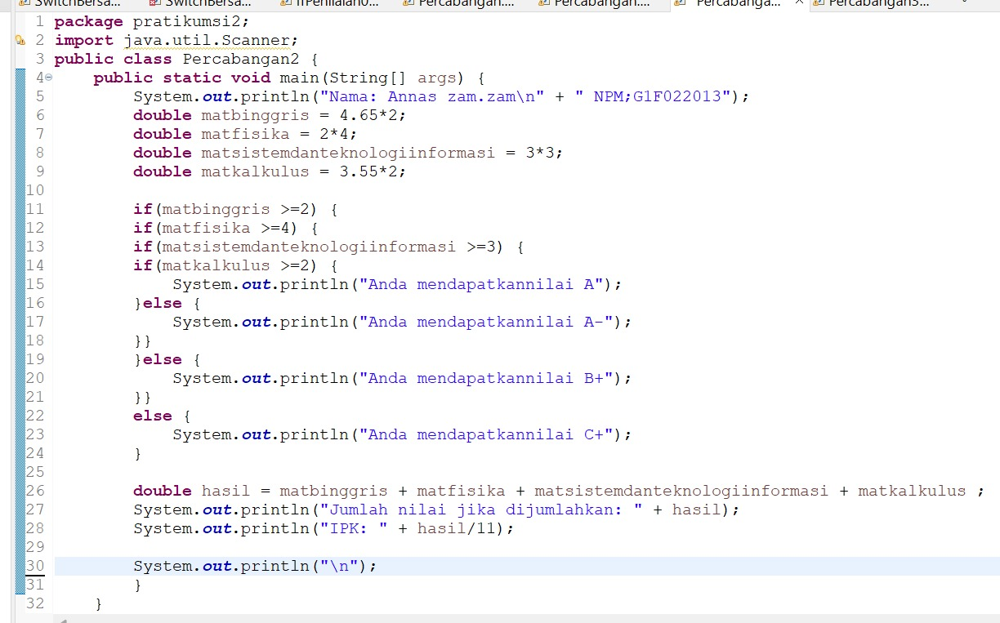 SwitchBersa... SwitchBersa... IfPenilaian0... Percabangan.... Percabangan.... Percabanga... Percabangan3...
1 package pratikumsi2;
2 import java.util.Scanner;
3 public class Percabangan2 {
4 public static void main(String[] args) {
5 System.out.println("Nama: Annas zam.zam\n" + " NPM;G1F022013");
6 double matbinggris = 4.65*2;
7 double matfisika = 2*4;
8 double matsistemdanteknologiinformasi = 3*3;
9 double matkalkulus = 3.55*2;
10
11 if(matbinggris >=2) {
12 if(matfisika >=4) {
13 if(matsistemdanteknologiinformasi >=3) {
14 if(matkalkulus >=2) {
15 System.out.println("Anda mendapatkannilai A");
16 }else {
17 System.out.println("Anda mendapatkannilai A-");
18 }}
19 }else {
20 System.out.println("Anda mendapatkannilai B+");
21 }}
22 else {
23 System.out.println("Anda mendapatkannilai C+");
24 }
25
26 double hasil = matbinggris + matfisika + matsistemdanteknologiinformasi + matkalkulus ;
27 System.out.println("Jumlah nilai jika dijumlahkan: " + hasil);
28 System.out.println("IPK: " + hasil/11);
29
30 System.out.println("\n");
31 }
32 }